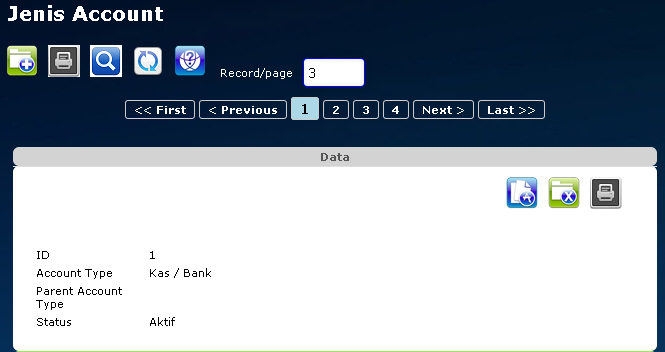 Jenis Account
Record/page 3
<< First < Previous 1 2 3 4 Next > Last >>
Data
ID 1
Account Type Kas / Bank
Parent Account
Type
Status Aktif